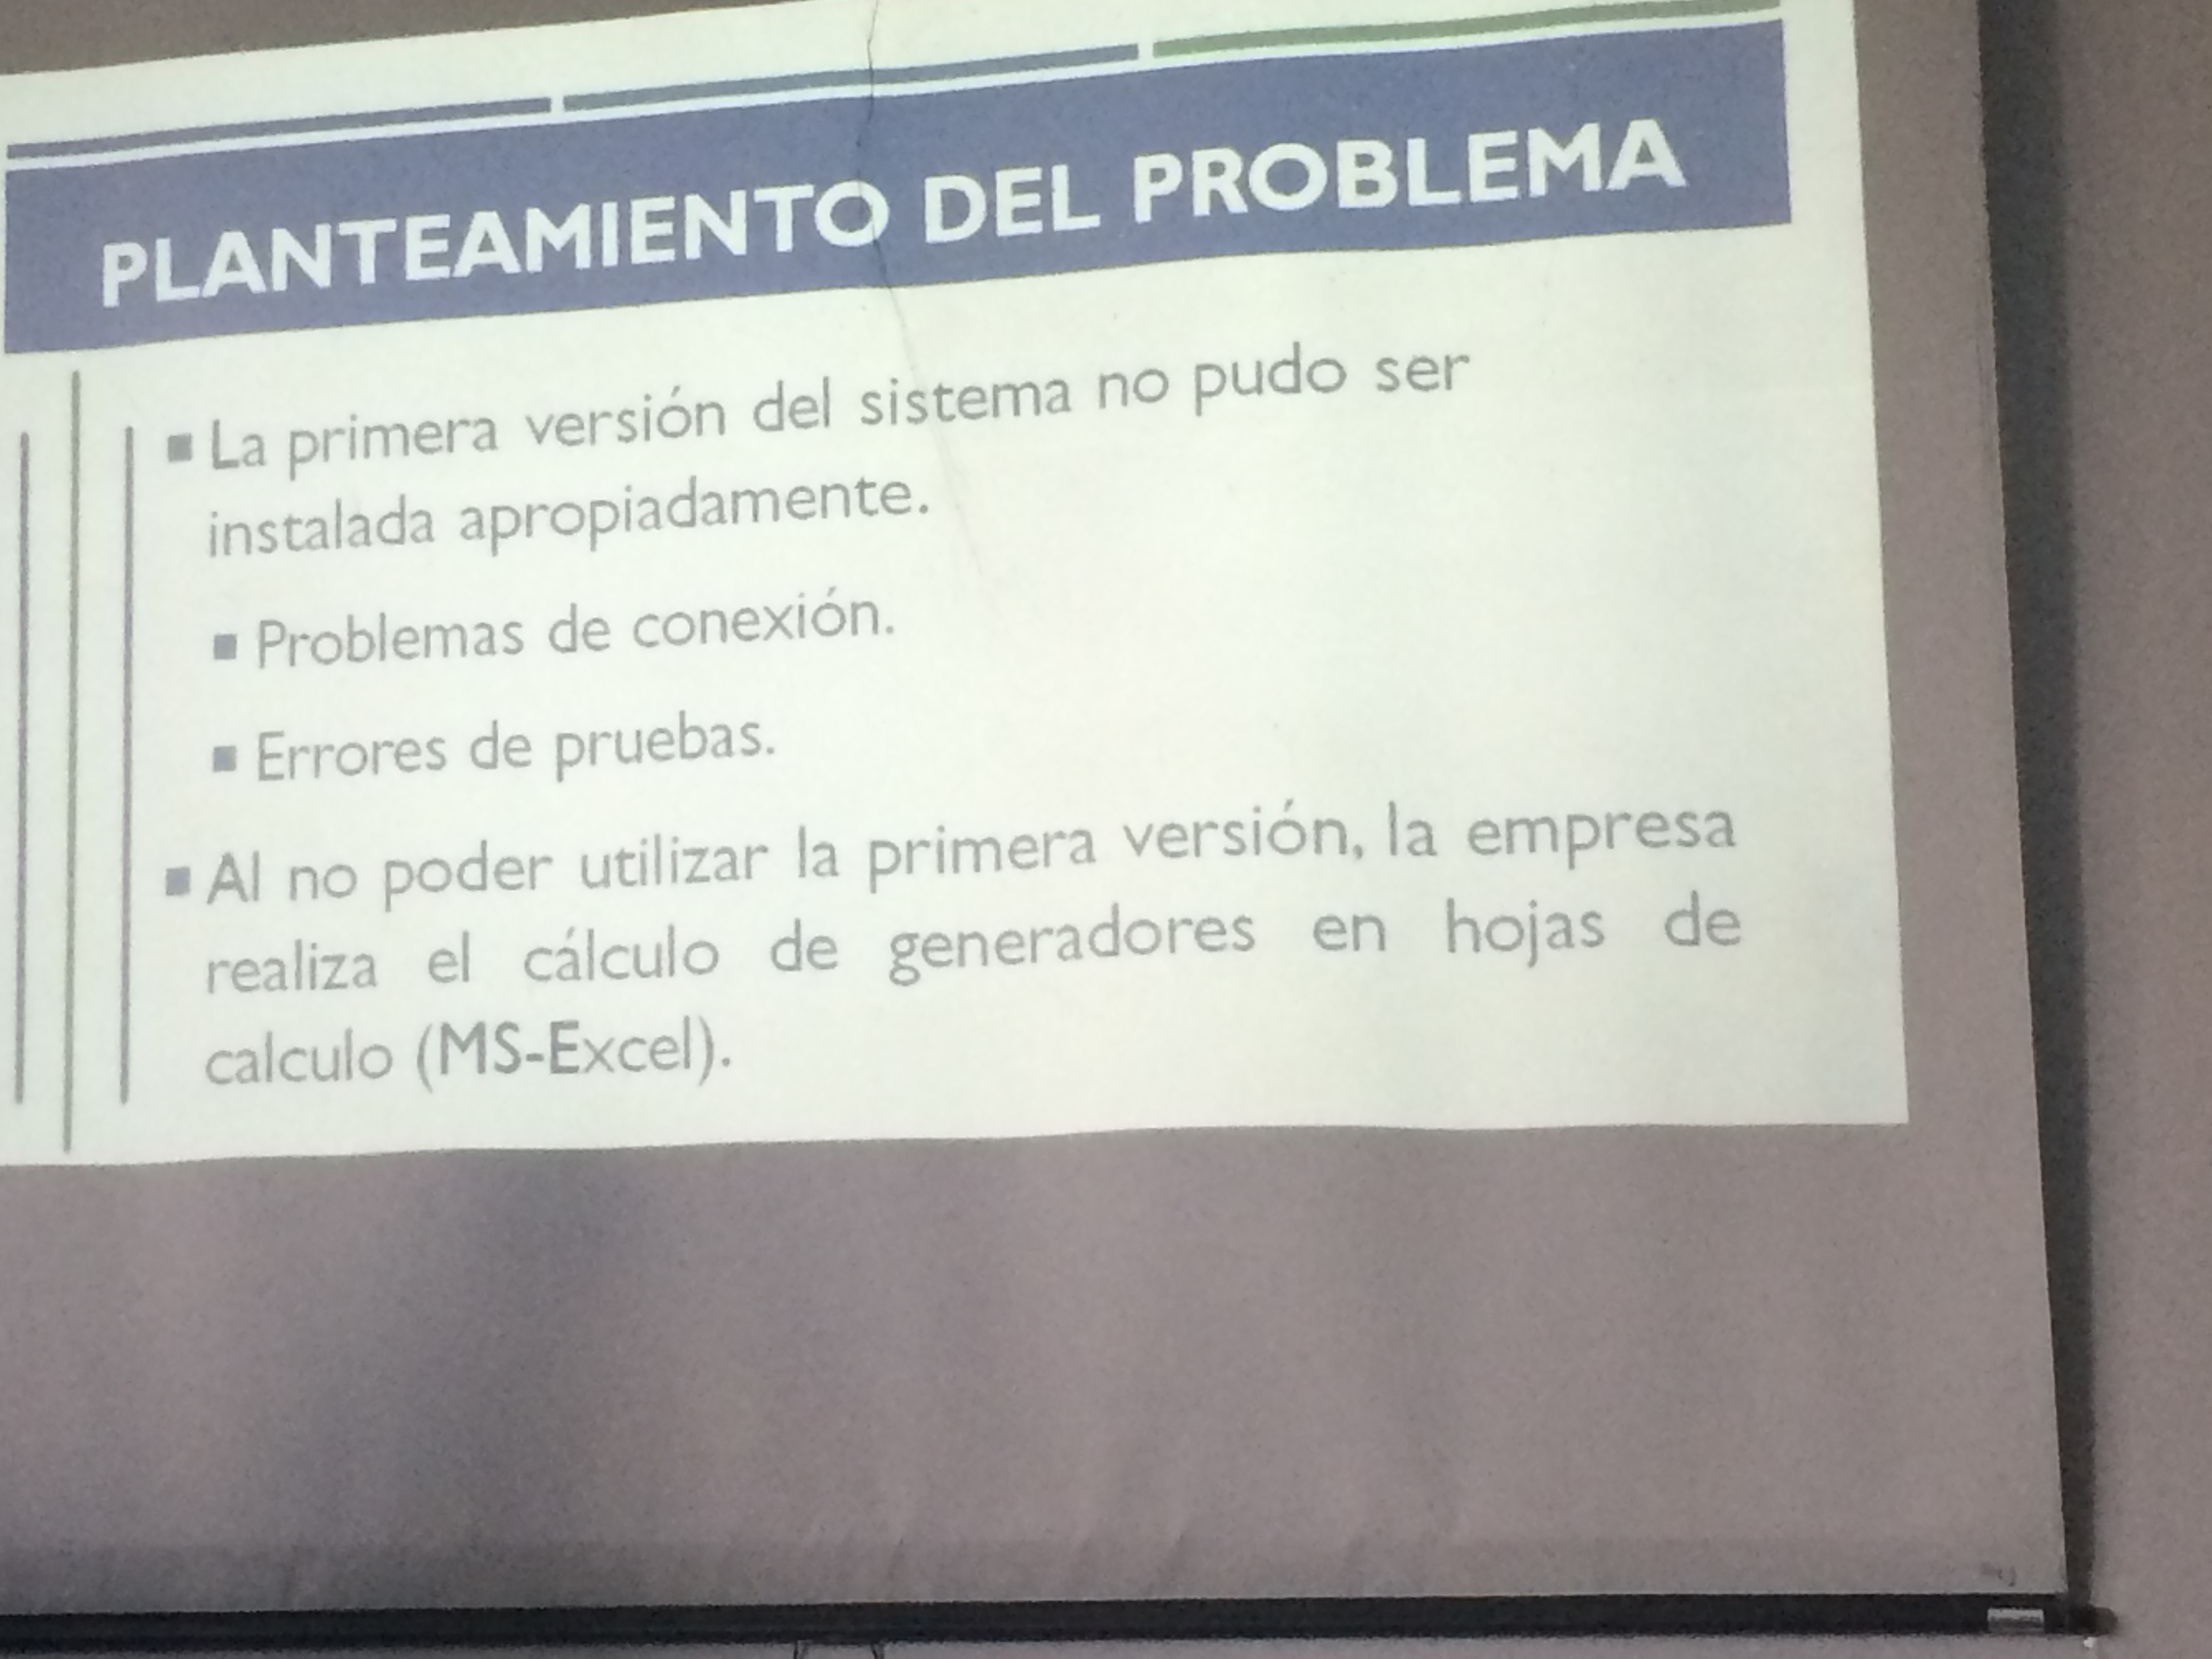 PLANTEAMIENTO DEL PROBLEMA
▪ La primera versión del sistema no pudo ser
instalada apropiadamente.
▪ Problemas de conexión.
▪ Errores de pruebas.
▪ Al no poder utilizar la primera versión, la empresa
realiza el cálculo de generadores en hojas de
calculo (MS-Excel).